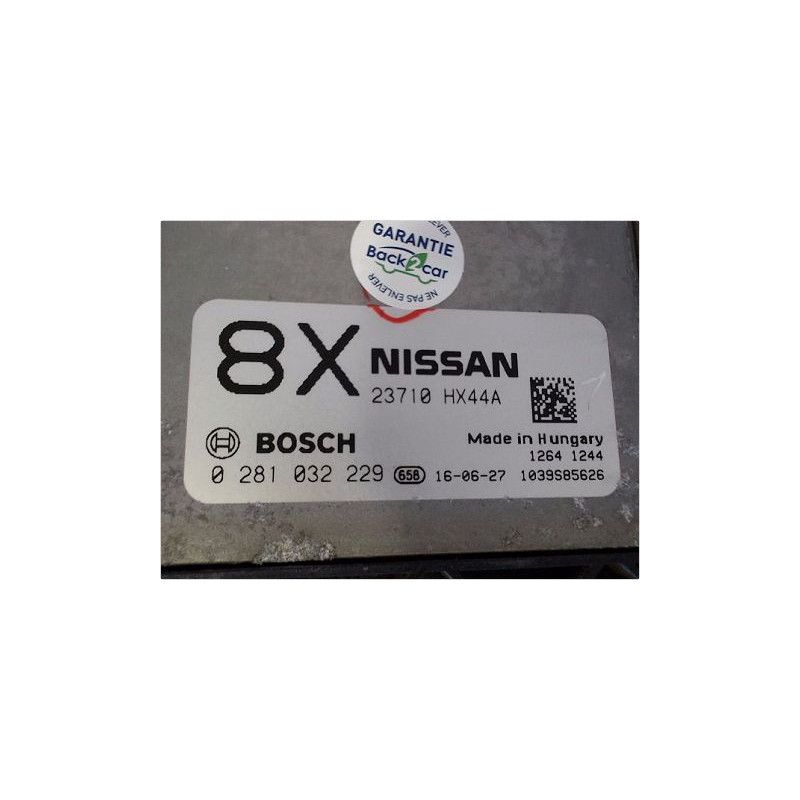 GARANTIE
Back2car
NE PAS ENLEVER
8X NISSAN
23710 HX44A
BOSCH
Made in Hungary
1264 1244
0 281 032 229 65B 16-06-27 1039S85626